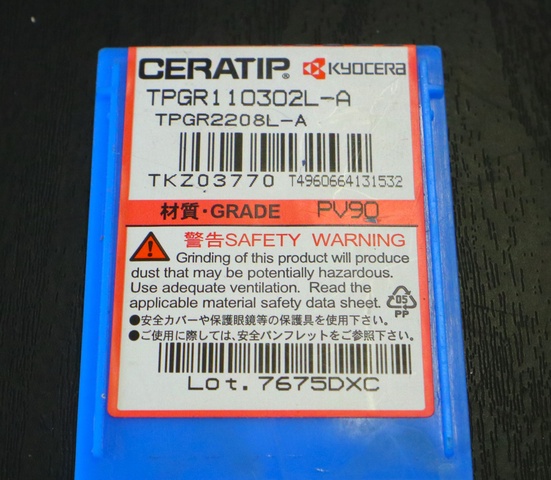 CERATIP® KYOCERA
TPGR110302L-A
TPGR2208L-A
TKZ03770 T4960664131532
材質・GRADE PV90
警告SAFETY WARNING
Grinding of this product will produce
dust that may be potentially hazardous.
Use adequate ventilation. Read the
applicable material safety data sheet.
05
PP
●安全カバーや保護眼鏡等の保護具を使用下さい。
●ご使用に際しては、安全パンフレットをご参照下さい。
Lot.7675DXC